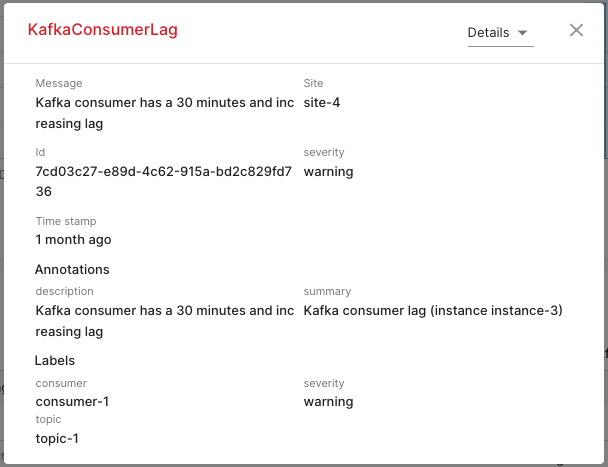 KafkaConsumerLag
Details
Message
Site
Kafka consumer has a 30 minutes and inc
reasing lag
site-4
Id
severity
7cd03c27-e89d-4c62-915a-bd2c829fd7
36
warning
Time stamp
1 month ago
Annotations
description
summary
Kafka consumer has a 30 minutes and inc
reasing lag
Kafka consumer lag (instance instance-3)
Labels
consumer
severity
consumer-1
warning
topic
topic-1